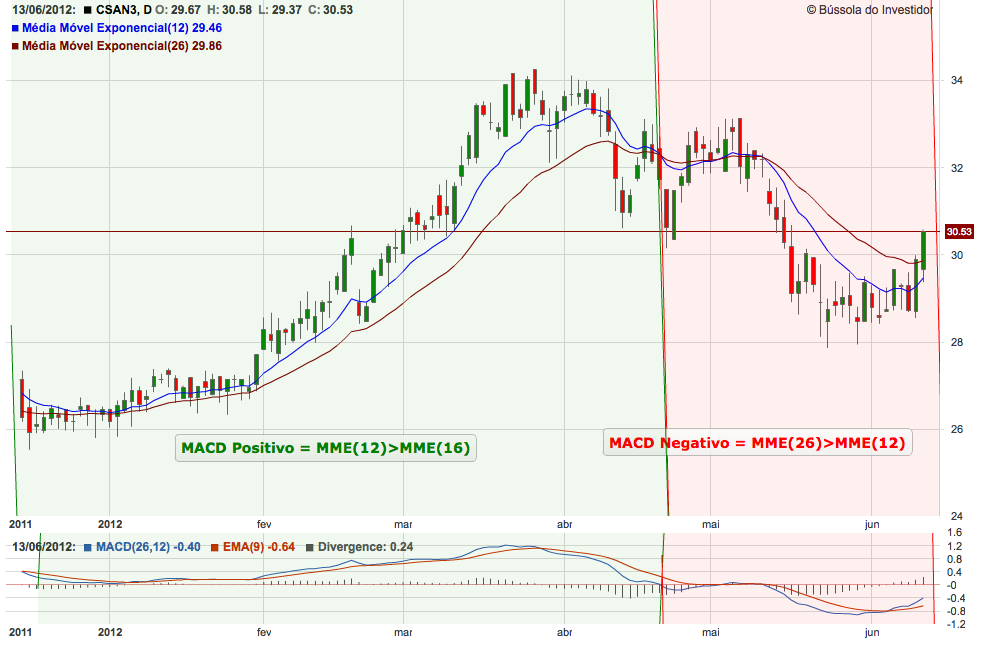 13/06/2012: CSAN3, D O: 29.67 H: 30.58 L: 29.37 C: 30.53
© Bússola do Investidor
Média Móvel Exponencial(12) 29.46
Média Móvel Exponencial(26) 29.86
34
32
30.53
30
28
26
24
MACD Positivo = MME(12)>MME(16)
MACD Negativo = MME(26)>MME(12)
2011 2012 fev mar abr mai jun
13/06/2012: MACD(26,12) -0.40 EMA(9) -0.64 Divergence: 0.24
1.6
1.2
0.8
0.4
-0
-0.4
-0.8
-1.2
2011 2012 fev mar abr mai jun